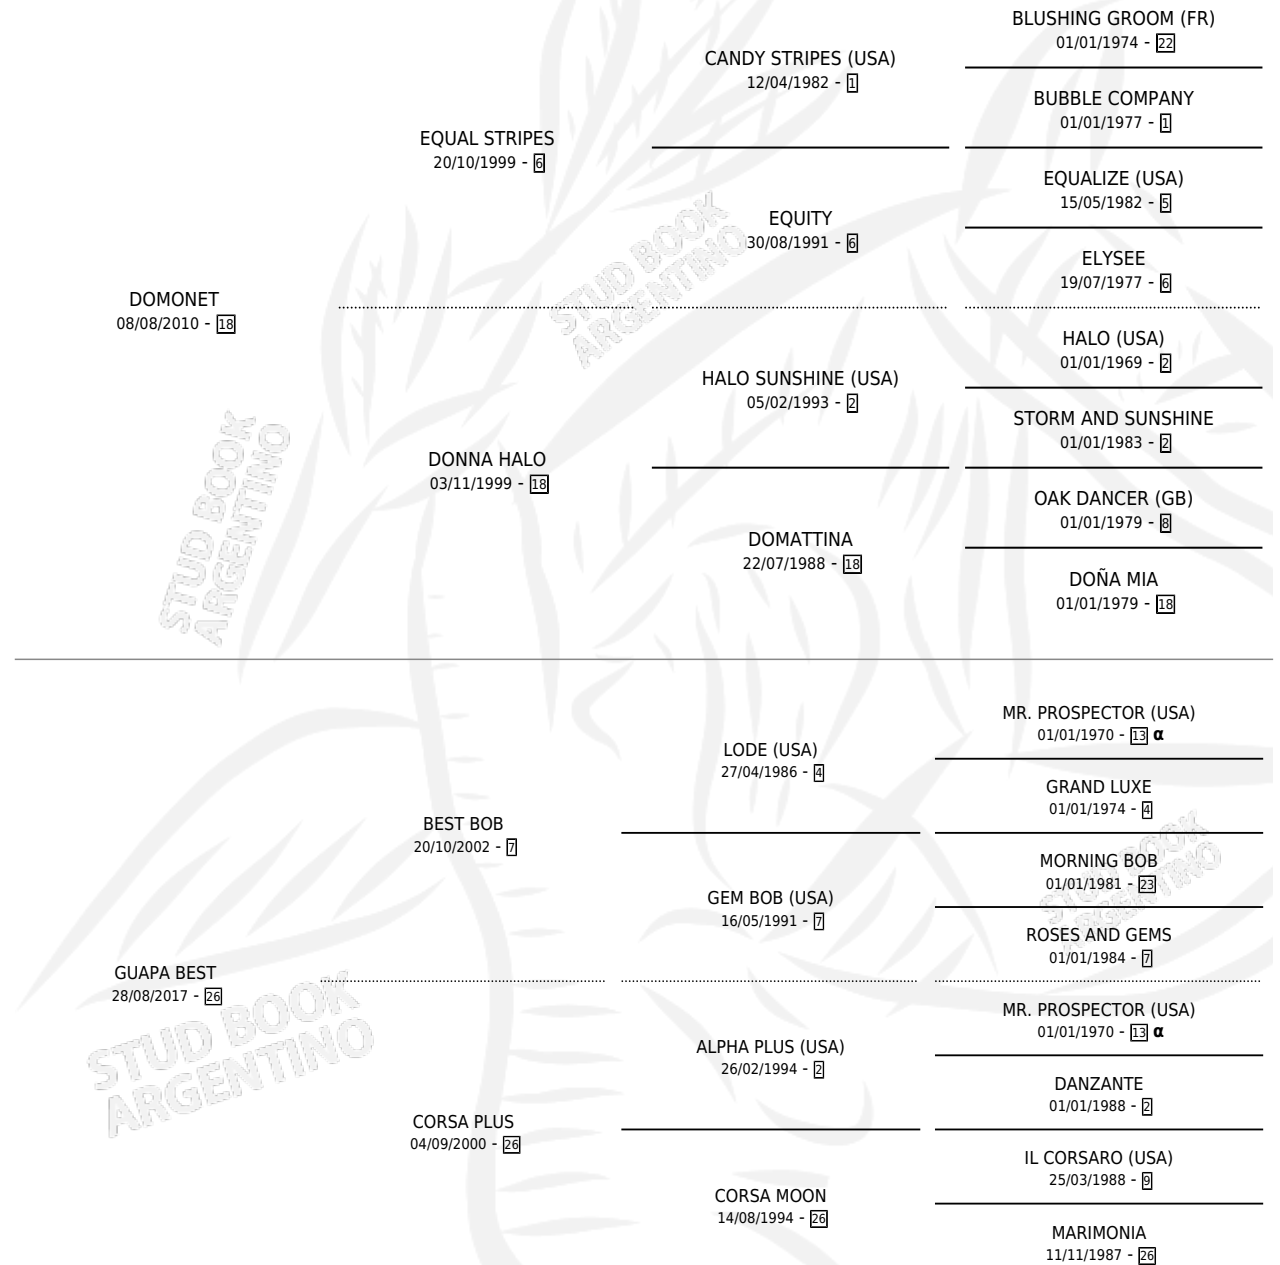 BLUSHING GROOM (FR)
01/01/1974 - 22
CANDY STRIPES (USA)
12/04/1982 - 1
BUBBLE COMPANY
01/01/1977 - 1
EQUAL STRIPES
20/10/1999 - 6
EQUALIZE (USA)
15/05/1982 - 5
EQUITY
30/08/1991 - 6
ELYSEE
19/07/1977 - 6
DOMONET
08/08/2010 - 18
HALO (USA)
01/01/1969 - 2
HALO SUNSHINE (USA)
05/02/1993 - 2
STORM AND SUNSHINE
01/01/1983 - 2
DONNA HALO
03/11/1999 - 18
OAK DANCER (GB)
01/01/1979 - 8
DOMATTINA
22/07/1988 - 18
DOÑA MIA
01/01/1979 - 18
MR. PROSPECTOR (USA)
01/01/1970 - 13 α
LODE (USA)
27/04/1986 - 4
GRAND LUXE
01/01/1974 - 4
BEST BOB
20/10/2002 - 7
MORNING BOB
01/01/1981 - 23
GEM BOB (USA)
16/05/1991 - 7
ROSES AND GEMS
01/01/1984 - 7
GUAPA BEST
28/08/2017 - 26
MR. PROSPECTOR (USA)
01/01/1970 - 13 α
ALPHA PLUS (USA)
26/02/1994 - 2
DANZANTE
01/01/1988 - 2
CORSA PLUS
04/09/2000 - 26
IL CORSARO (USA)
25/03/1988 - 9
CORSA MOON
14/08/1994 - 26
MARIMONIA
11/11/1987 - 26
STUD BOOK
ARGENTINO
STUD BOOK
ARGENTINO
STUD BOOK
ARGENTINO
STUD BOOK
ARGENTINO